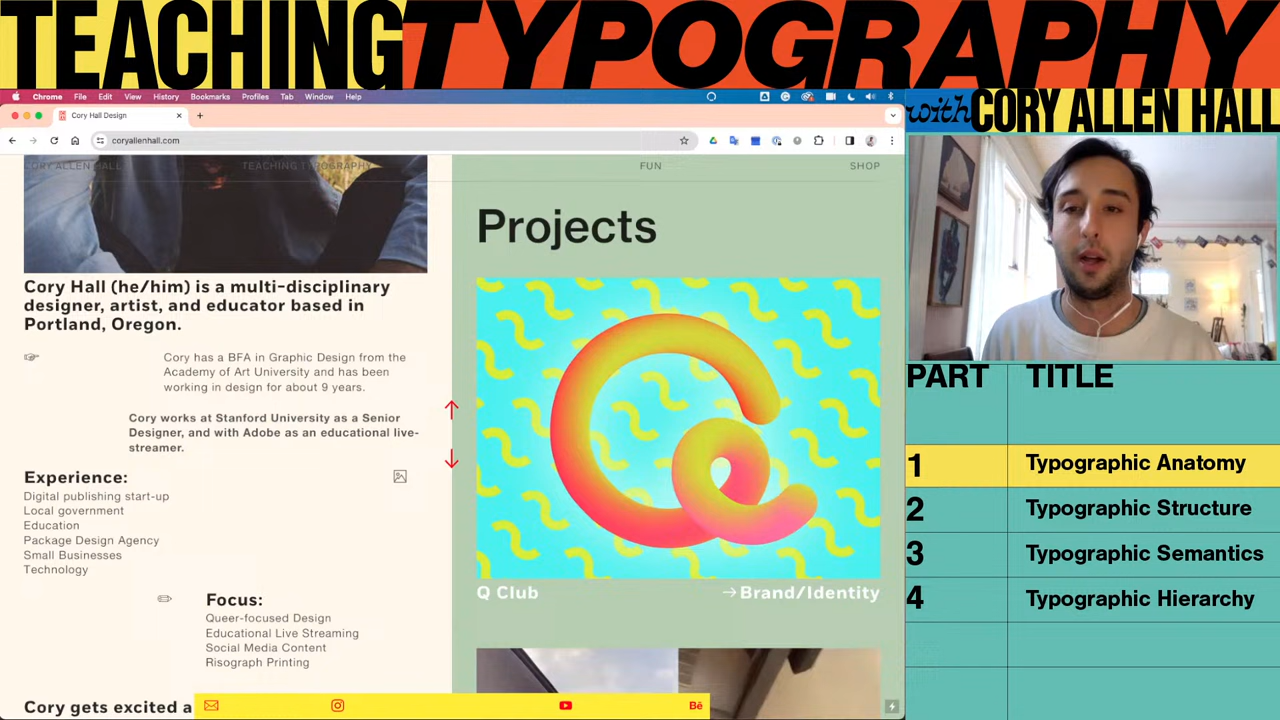 TEACHING TYPOGRAPHY
with CORY ALLEN HALL
Chrome File Edit View History Bookmarks Profiles Tab Window Help
Cory Hall Design
coryallenhall.com
CORY ALLEN HALL TEACHING TYPOGRAPHY FUN SHOP
Cory Hall (he/him) is a multi-disciplinary
designer, artist, and educator based in
Portland, Oregon.
Cory has a BFA in Graphic Design from the
Academy of Art University and has been
working in design for about 9 years.
Cory works at Stanford University as a Senior
Designer, and with Adobe as an educational live-
streamer.
Experience:
Digital publishing start-up
Local government
Education
Package Design Agency
Small Businesses
Technology
Focus:
Queer-focused Design
Educational Live Streaming
Social Media Content
Risograph Printing
Cory gets excited a
Bē
Projects
Q Club →Brand/Identity
PART TITLE
1 Typographic Anatomy
2 Typographic Structure
3 Typographic Semantics
4 Typographic Hierarchy